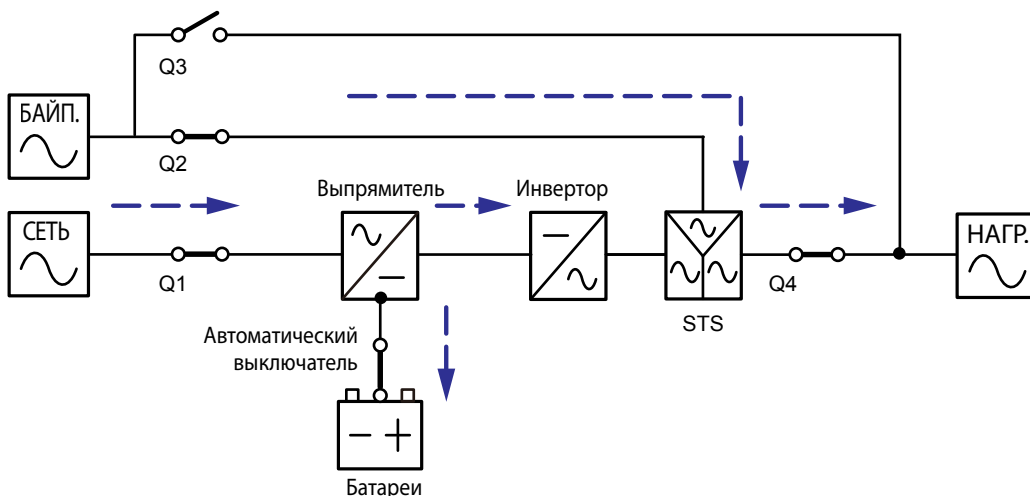 Q3
БАЙП.
Q2
Выпрямитель
Инвертор
СЕТЬ
НАГР.
Q1
Q4
STS
Автоматический
выключатель
Батареи